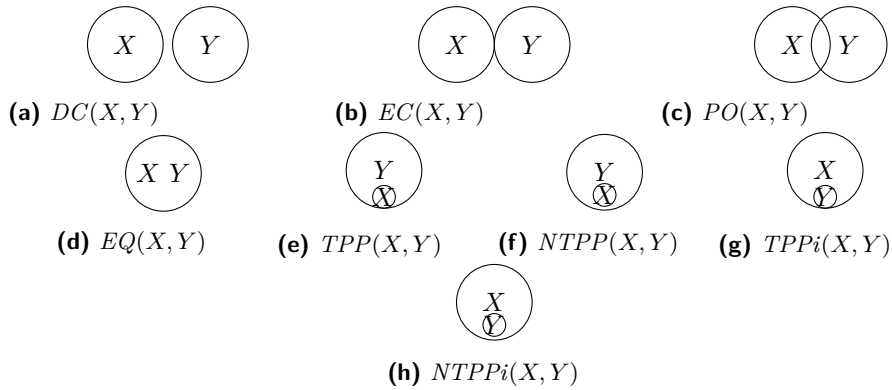 X Y X Y X Y
(a) DC(X, Y) (b) EC(X, Y) (c) PO(X, Y)
X Y Y X Y X X Y
(d) EQ(X, Y) (e) TPP(X, Y) (f) NTPP(X, Y) (g) TPPi(X, Y)
X
Y
(h) NTPPi(X, Y)